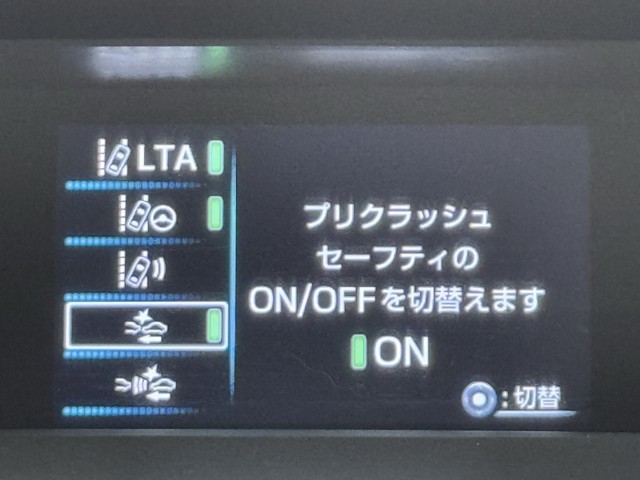 LTA
プリクラッシュ
セーフティの
ON/OFFを切替えます
ON
:切替